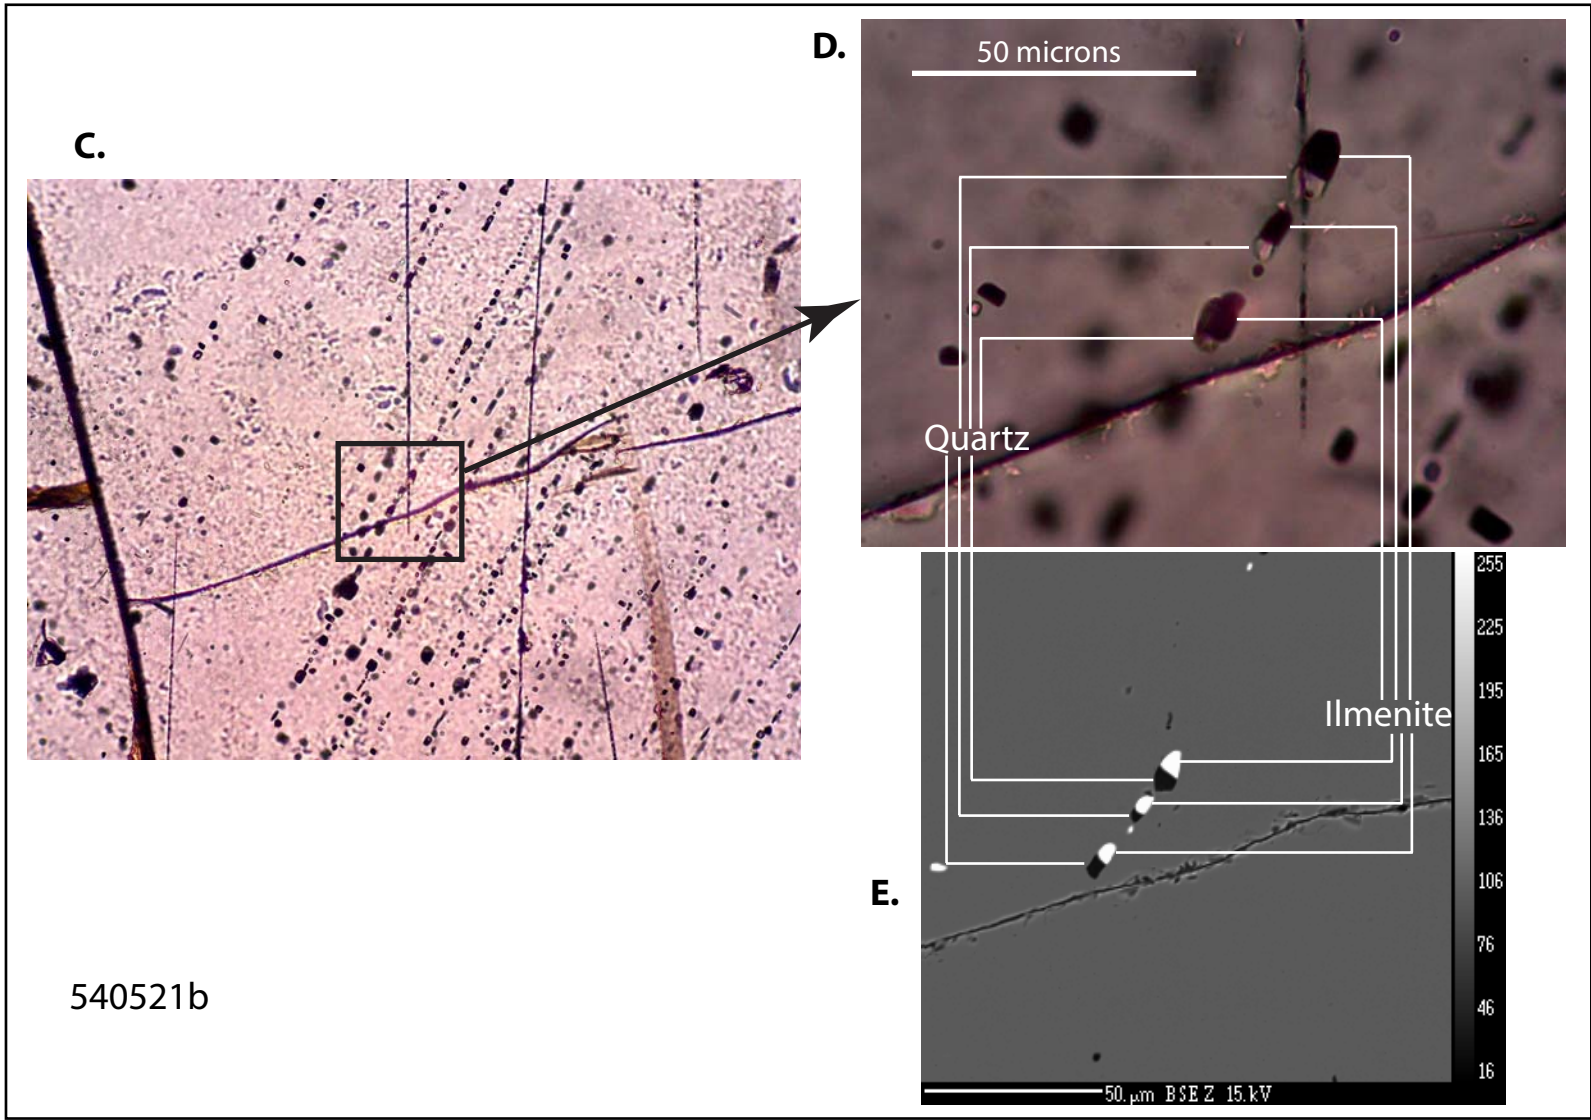 D.
50 microns
C.
Quartz
Ilmenite
255
225
195
165
136
106
76
46
16
E.
540521b
50.µm BSE Z 15.kV